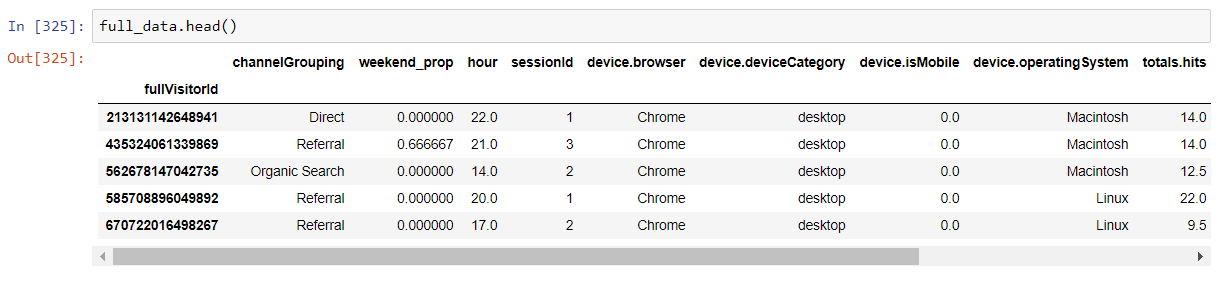 In [325]: full_data.head()
Out[325]:
channelGrouping weekend_prop hour sessionId device.browser device.deviceCategory device.isMobile device.operatingSystem totals.hits
fullVisitorId
213131142648941 Direct 0.000000 22.0 1 Chrome desktop 0.0 Macintosh 14.0
435324061339869 Referral 0.666667 21.0 3 Chrome desktop 0.0 Macintosh 14.0
562678147042735 Organic Search 0.000000 14.0 2 Chrome desktop 0.0 Macintosh 12.5
585708896049892 Referral 0.000000 20.0 1 Chrome desktop 0.0 Linux 22.0
670722016498267 Referral 0.000000 17.0 2 Chrome desktop 0.0 Linux 9.5